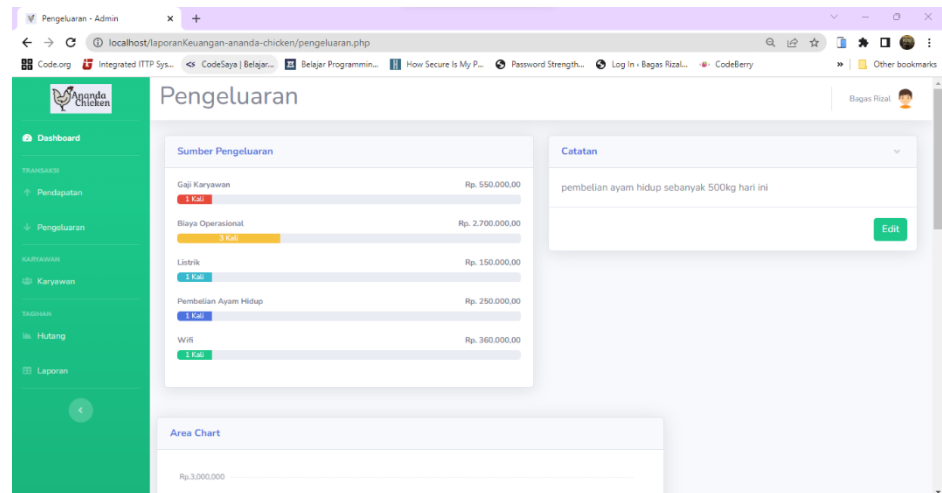 Pengeluaran - Admin
localhost/laporanKeuangan-ananda-chicken/pengeluaran.php
Code.org
Integrated ITTP Sys...
CodeSaya | Belajar...
Belajar Programmin...
How Secure Is My P...
Password Strength...
Log In ‹ Bagas Rizal...
CodeBerry
»
Other bookmarks
Ananda
Chicken
Pengeluaran
Bagas Rizal
Dashboard
TRANSAKSI
Pendapatan
Pengeluaran
KARYAWAN
Karyawan
TAGIHAN
Hutang
Laporan
Sumber Pengeluaran
Gaji Karyawan Rp. 550.000,00
1 Kali
Biaya Operasional Rp. 2.700.000,00
3 Kali
Listrik Rp. 150.000,00
1 Kali
Pembelian Ayam Hidup Rp. 250.000,00
1 Kali
Wifi Rp. 360.000,00
1 Kali
Catatan
pembelian ayam hidup sebanyak 500kg hari ini
Edit
Area Chart
Rp.3,000,000